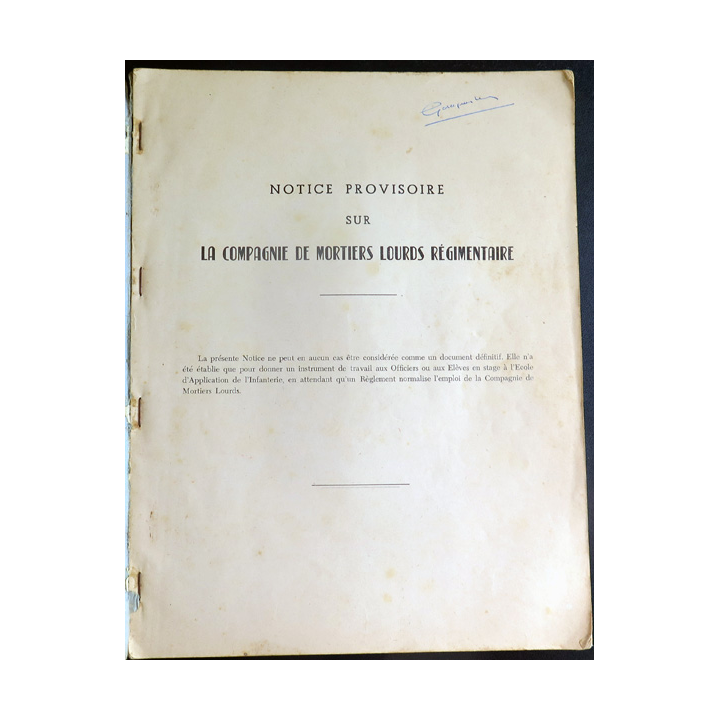 NOTICE PROVISOIRE
SUR
LA COMPAGNIE DE MORTIERS LOURDS RÉGIMENTAIRE
La présente Notice ne peut en aucun cas être considérée comme un document définitif. Elle n'a
été établie que pour donner un instrument de travail aux Officiers ou aux Elèves en stage à l'Ecole
d'Application de l'Infanterie, en attendant qu'un Règlement normalise l'emploi de la Compagnie de
Mortiers Lourds.